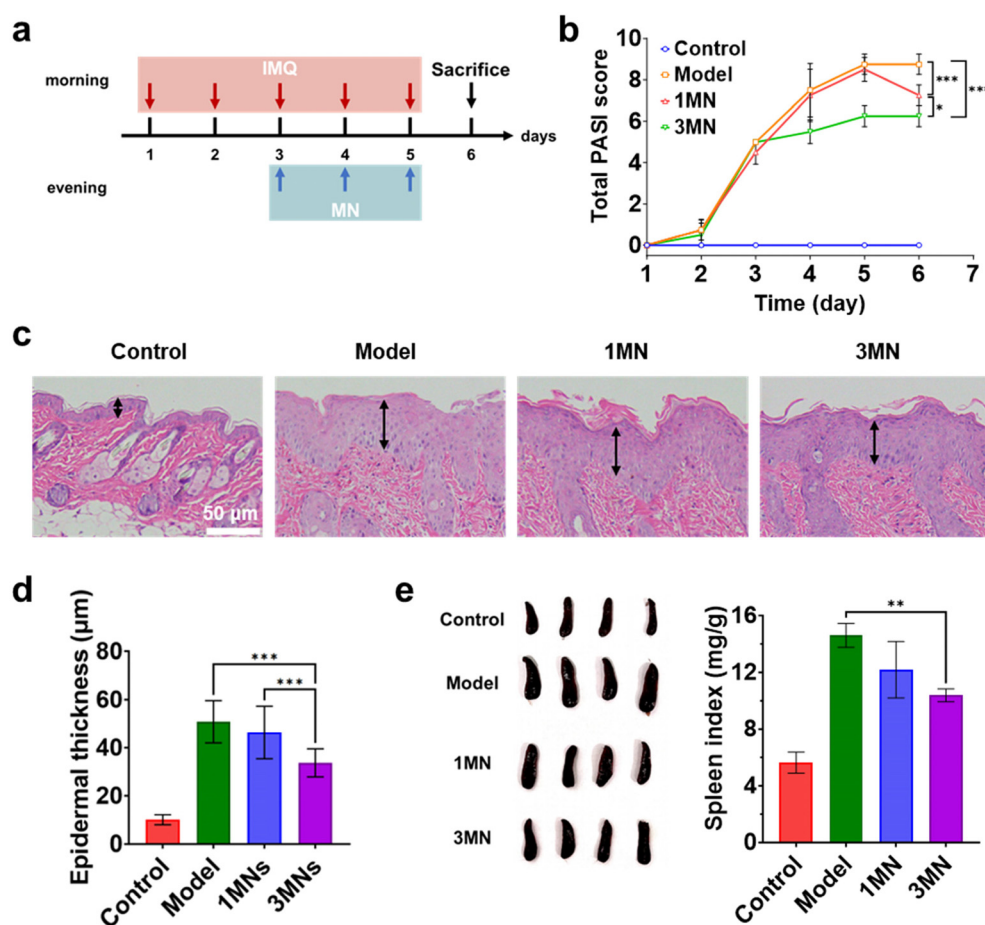 a
IMQ
morning
Sacrifice
days
1 2 3 4 5 6
evening
MN
b
Total PASI score
10
8
6
4
2
0
Control
Model
1MN
3MN
***
*
1 2 3 4 5 6 7
Time (day)
c
Control Model 1MN 3MN
50 μm
d
Epidermal thickness (μm)
80
60
40
20
0
***
***
Control Model 1MNs 3MNs
e
Control
Model
1MN
3MN
Spleen index (mg/g)
16
12
8
4
0
**
Control Model 1MN 3MN